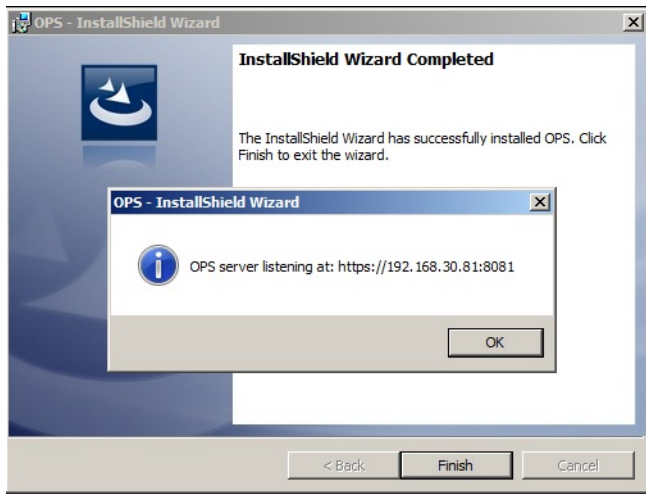 OPS - InstallShield Wizard
InstallShield Wizard Completed
The InstallShield Wizard has successfully installed OPS. Click
Finish to exit the wizard.
OPS - InstallShield Wizard
OPS server listening at: https://192.168.30.81:8081
OK
< Back
Finish
Cancel